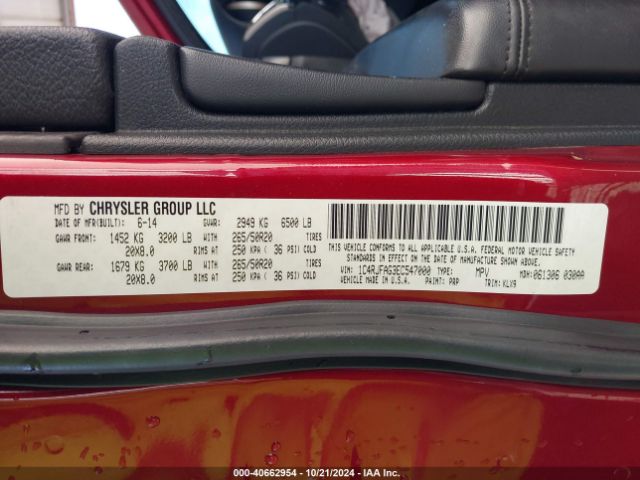 MFD BY CHRYSLER GROUP LLC
DATE OF MFR(BUILT): 6-14 GVWR: 2949 KG 6500 LB
GAWR FRONT: 1452 KG 3200 LB WITH 265/50R20 TIRES
20X8.0 RIMS AT 250 KPA ( 36 PSI) COLD
GAWR REAR: 1679 KG 3700 LB WITH 265/50R20 TIRES
20X8.0 RIMS AT 250 KPA ( 36 PSI) COLD
THIS VEHICLE CONFORMS TO ALL APPLICABLE U.S.A. FEDERAL MOTOR VEHICLE SAFETY
STANDARDS IN EFFECT ON THE DATE OF MANUFACTURE SHOWN ABOVE.
VIN: 1C4RJFAG3EC547000 TYPE: MPV MDH: 061306 030AA
VEHICLE MADE IN U.S.A. PAINT: PRP TRIM: KLX9
000-40662954 - 10/21/2024 - IAA Inc.